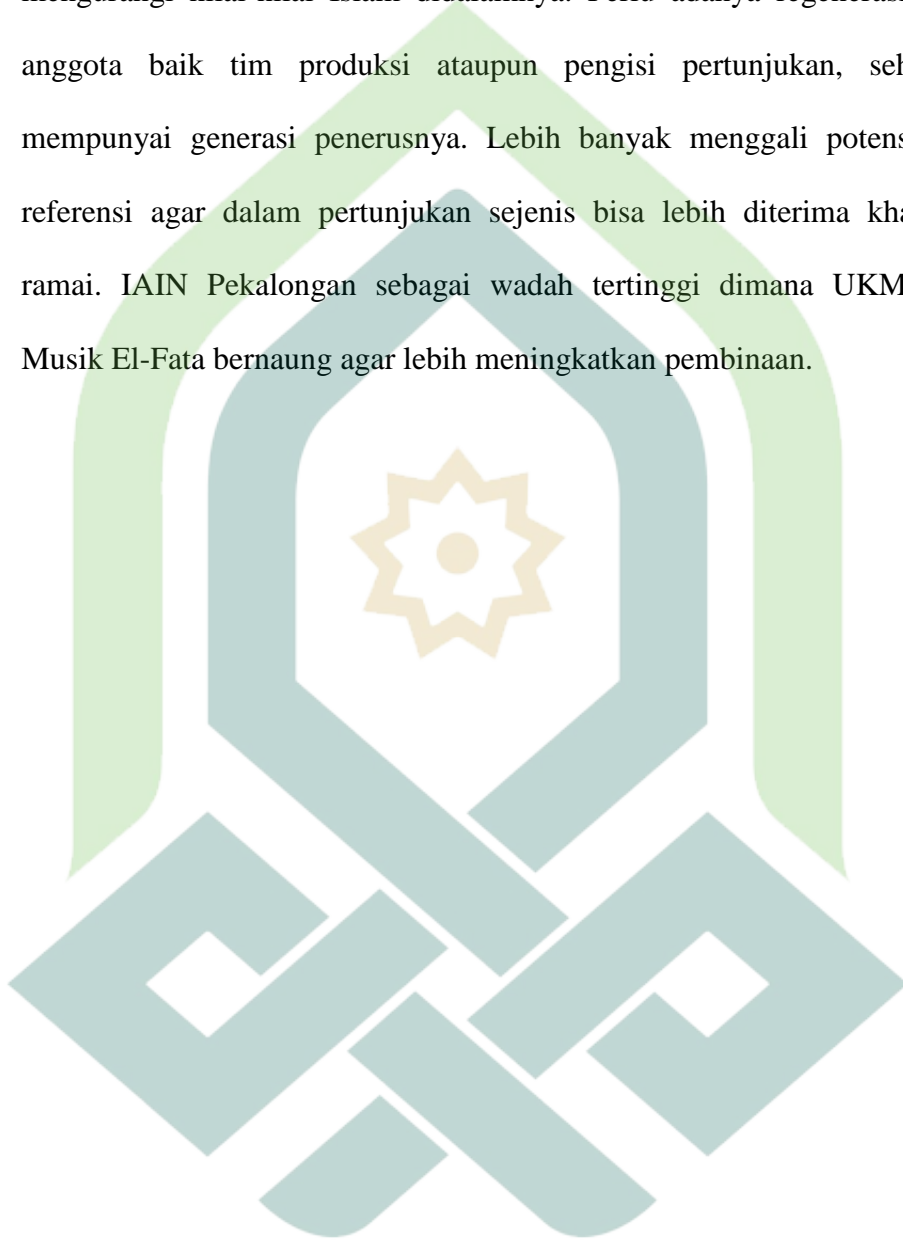 anggota baik tim produksi ataupun pengisi pertunjukan,
mempunyai generasi penerusnya. Lebih banyak menggali
referensi agar dalam pertunjukan sejenis bisa lebih diterima
ramai. IAIN Pekalongan sebagai wadah tertinggi dimana UKM
Musik El-Fata bernaung agar lebih meningkatkan pembinaan.